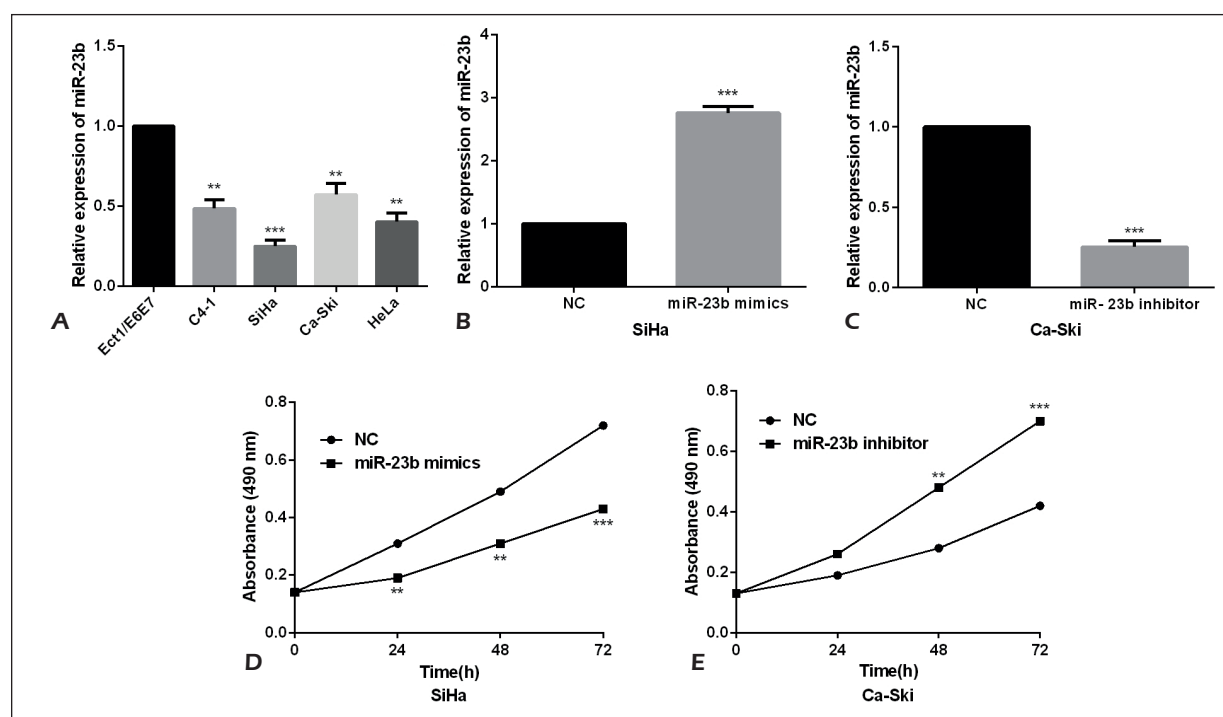 Relative expression of miR-23b
1.5
1.0
0.5
0.0
**
***
**
**
Ect1/E6E7
C4-1
SiHa
Ca-Ski
HeLa
A
Relative expression of miR-23b
4
3
2
1
0
***
NC
miR-23b mimics
SiHa
B
Relative expression of miR-23b
1.5
1.0
0.5
0.0
***
NC
miR- 23b inhibitor
Ca-Ski
C
Absorbance (490 nm)
0.8
0.6
0.4
0.2
0.0
NC
miR-23b mimics
**
**
***
0
24
48
72
Time(h)
SiHa
D
Absorbance (490 nm)
0.8
0.6
0.4
0.2
0.0
NC
miR-23b inhibitor
**
***
0
24
48
72
Time(h)
Ca-Ski
E